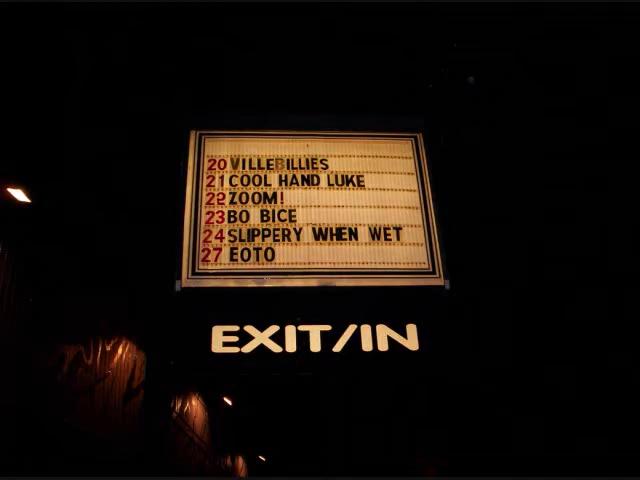 20 VILLEBILLIES
21 COOL HAND LUKE
22 ZOOM!
23 BO BICE
24 SLIPPERY WHEN WET
27 EOTO
EXIT/IN